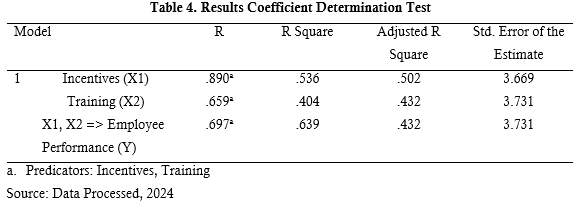 Table 4. Results Coefficient Determination Test
Model R R Square Adjusted R Square Std. Error of the Estimate
1 Incentives (X1) .890ᵃ .536 .502 3.669
Training (X2) .659ᵃ .404 .432 3.731
X1, X2 => Employee Performance (Y) .697ᵃ .639 .432 3.731
a. Predicators: Incentives, Training
Source: Data Processed, 2024